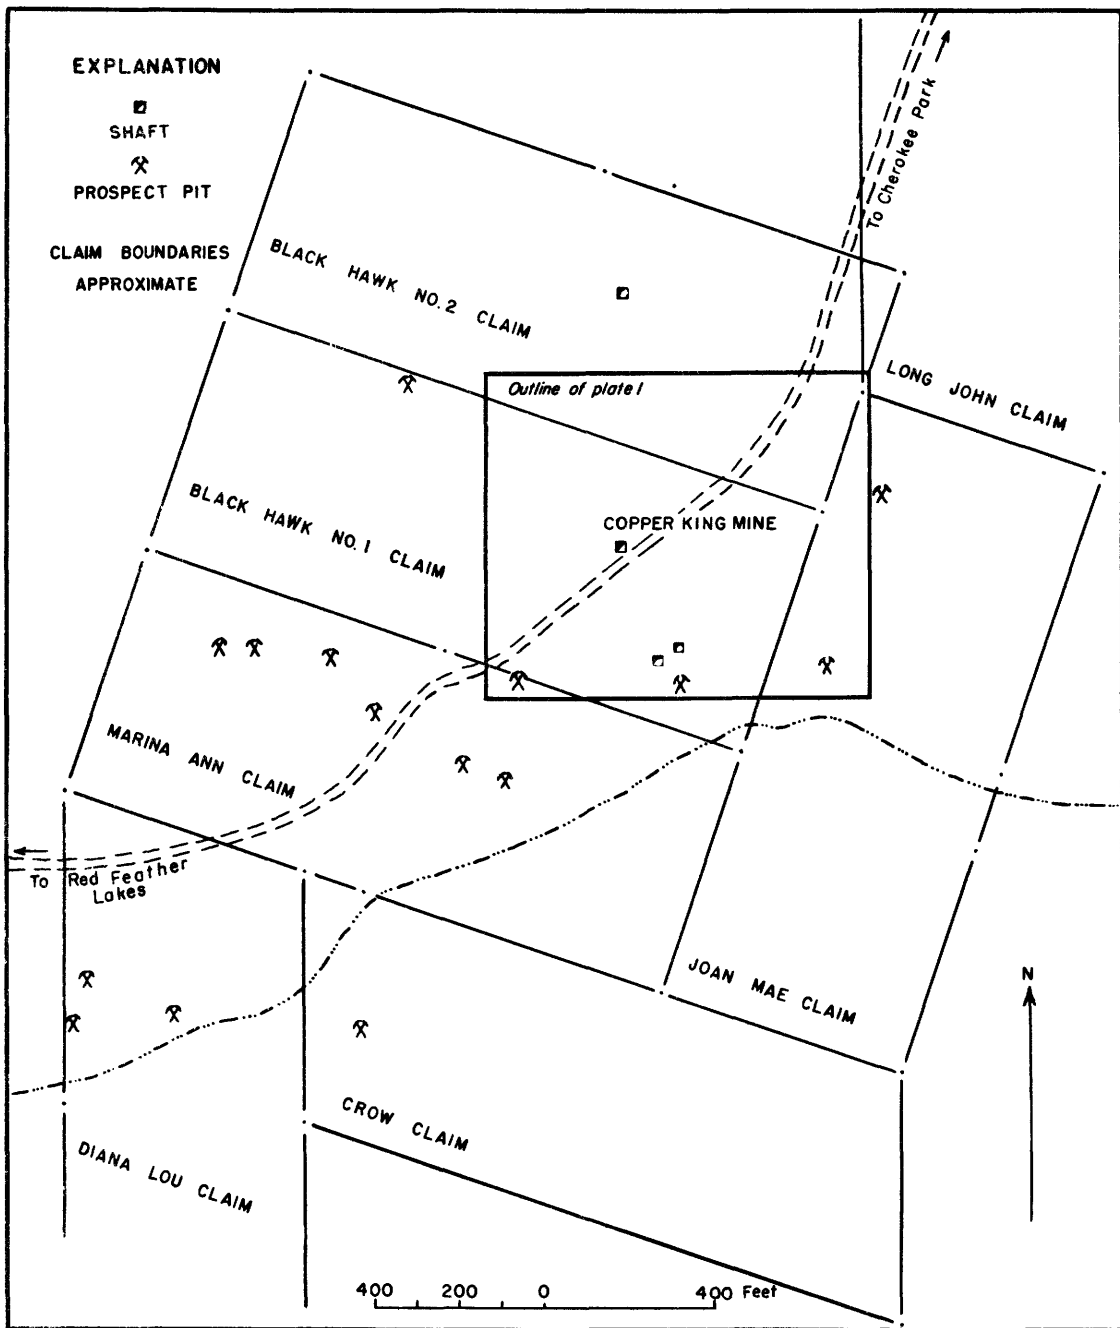 EXPLANATION
SHAFT
PROSPECT PIT
CLAIM BOUNDARIES
APPROXIMATE
To Cherokee Park
BLACK HAWK NO. 2 CLAIM
Outline of plate I
LONG JOHN CLAIM
BLACK HAWK NO. I CLAIM
COPPER KING MINE
MARINA ANN CLAIM
To Red Feather
Lakes
JOAN MAE CLAIM
N
CROW CLAIM
DIANA LOU CLAIM
400 200 0 400 Feet